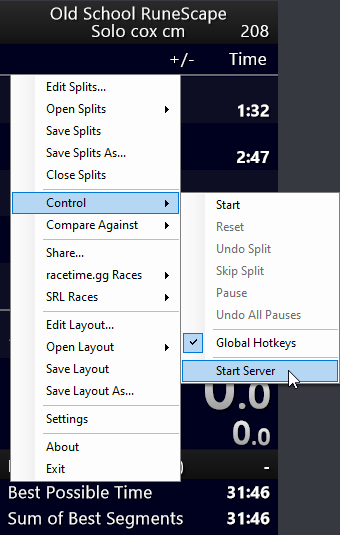 Old School RuneScape
Solo cox cm 208
+/- Time
Edit Splits...
Open Splits
Save Splits
Save Splits As...
Close Splits
Control
Compare Against
Share...
racetime.gg Races
SRL Races
Edit Layout...
Open Layout
Save Layout
Save Layout As...
Settings
About
Exit
Start
Reset
Undo Split
Skip Split
Pause
Undo All Pauses
Global Hotkeys
Start Server
1:32
2:47
0.0
0.0
-
Best Possible Time 31:46
Sum of Best Segments 31:46